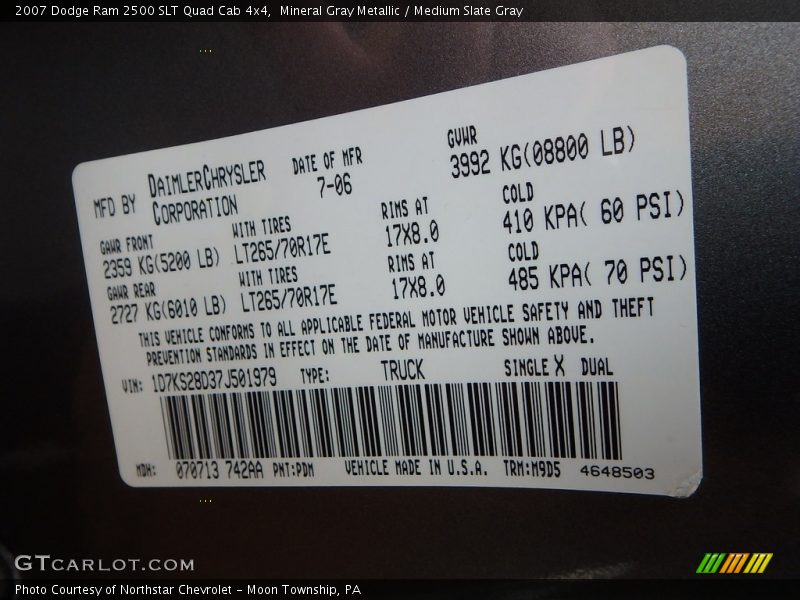 2007 Dodge Ram 2500 SLT Quad Cab 4x4,  Mineral Gray Metallic / Medium Slate Gray
MFD BY DAIMLERCHRYSLER CORPORATION
DATE OF MFR
7-06
GVWR
3992 KG(08800 LB)
GAWR FRONT
2359 KG(5200 LB)
WITH TIRES
LT265/70R17E
RIMS AT
17X8.0
COLD
410 KPA( 60 PSI)
GAWR REAR
2727 KG(6010 LB)
WITH TIRES
LT265/70R17E
RIMS AT
17X8.0
COLD
485 KPA( 70 PSI)
THIS VEHICLE CONFORMS TO ALL APPLICABLE FEDERAL MOTOR VEHICLE SAFETY AND THEFT
PREVENTION STANDARDS IN EFFECT ON THE DATE OF MANUFACTURE SHOWN ABOVE.
VIN: 1D7KS28D37J501979 TYPE: TRUCK SINGLE X DUAL
MDH: 070713 742AA PNT:PDM VEHICLE MADE IN U.S.A. TRM:M9D5 4648503
GTCARLOT.COM
Photo Courtesy of Northstar Chevrolet - Moon Township, PA